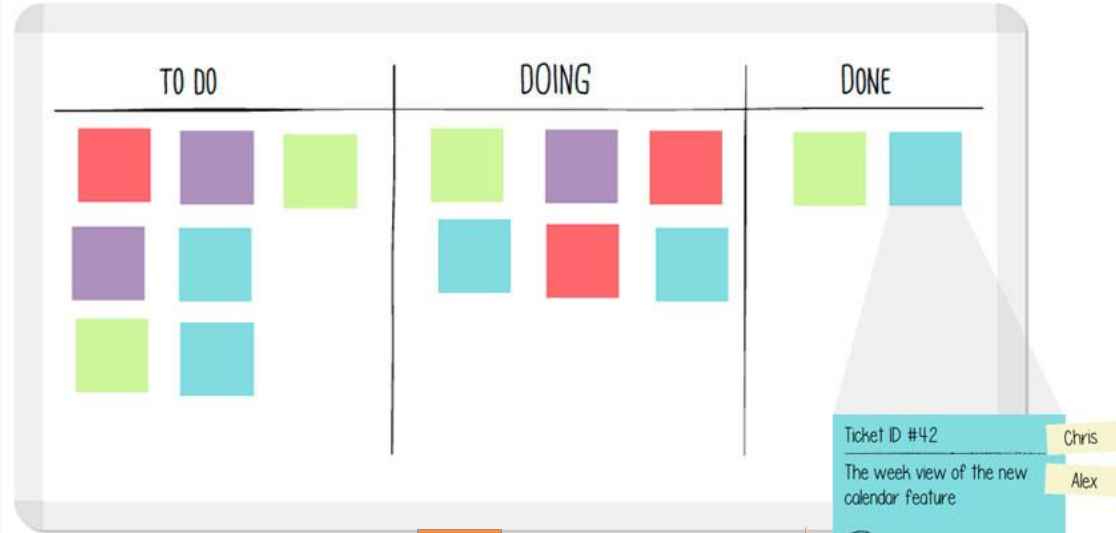 TO DO
DOING
DONE
Ticket ID #42
Chris
The week view of the new
calendar feature
Alex